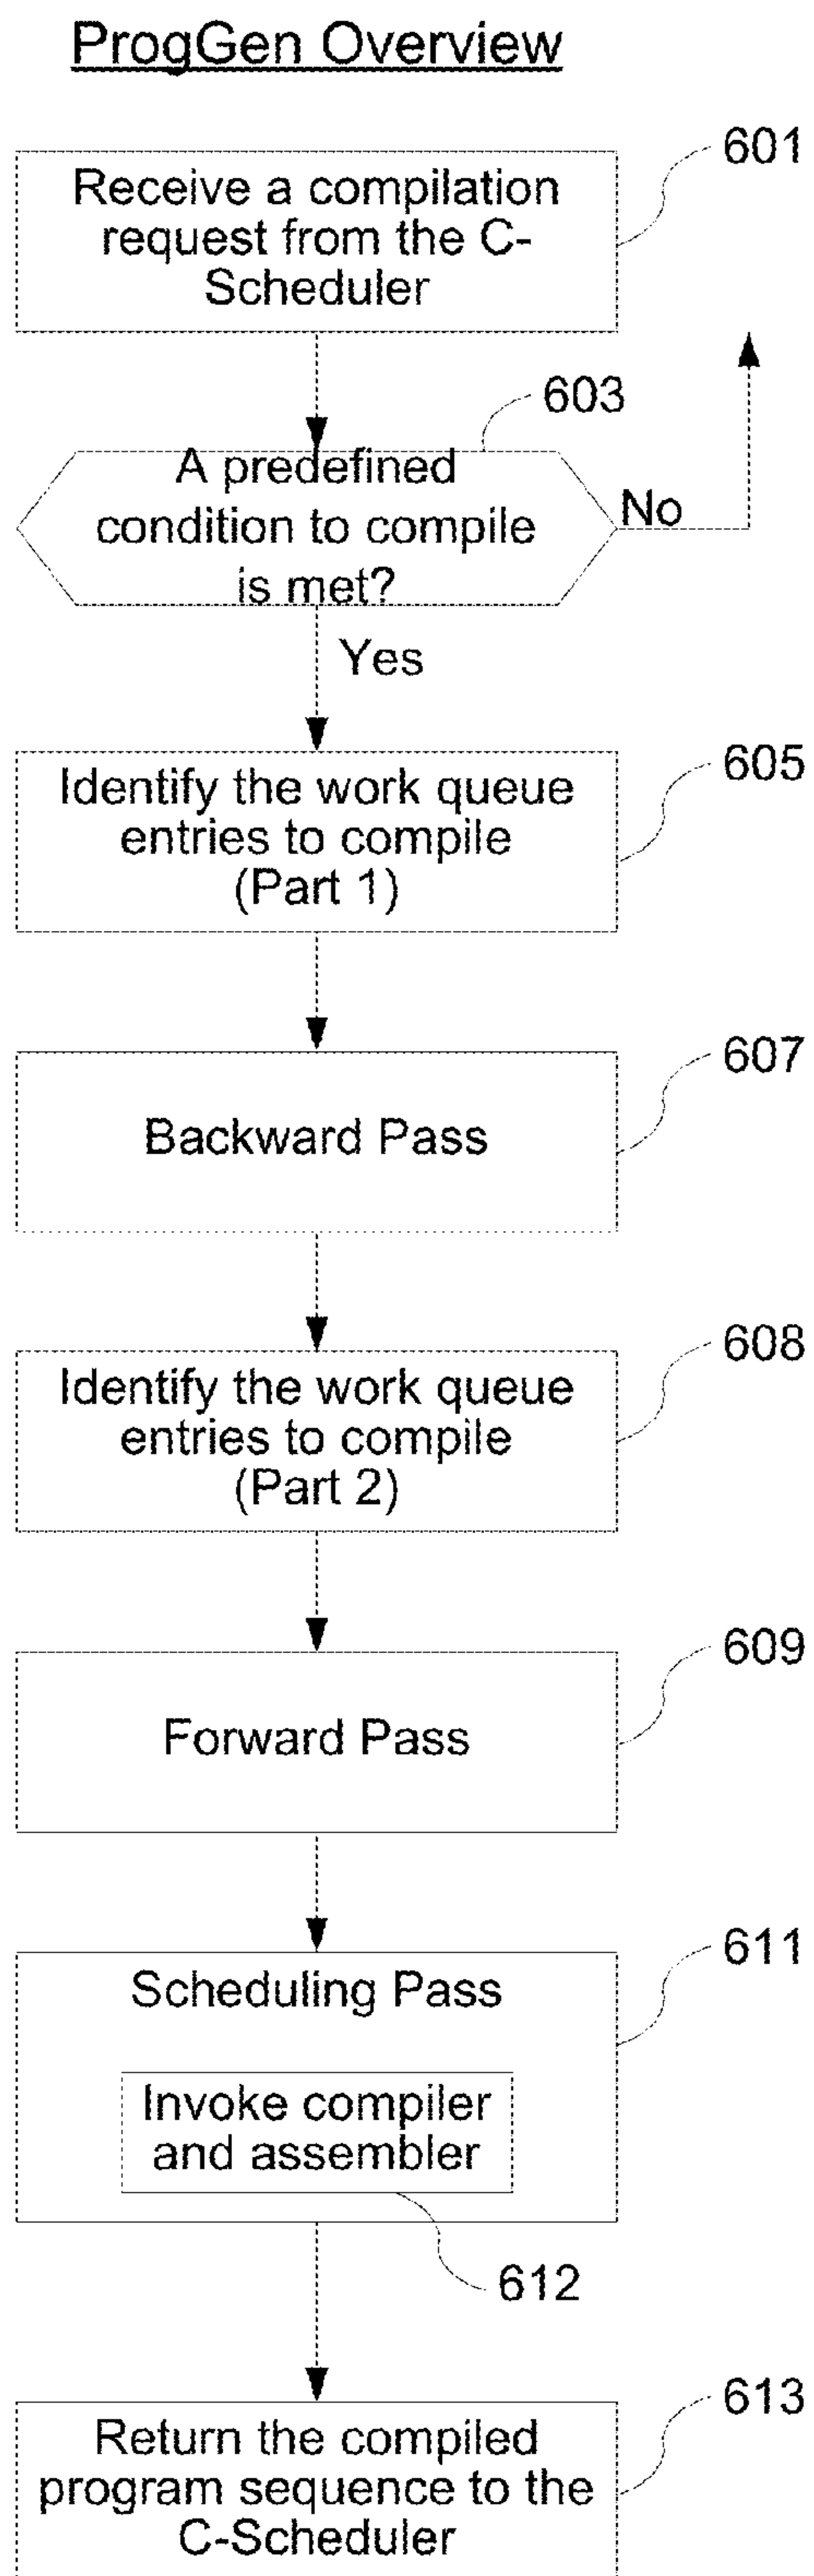 ProgGen Overview
601
Receive a compilation
request from the C-
Scheduler
603
A predefined
condition to compile
is met?
No
Yes
605
Identify the work queue
entries to compile
(Part 1)
607
Backward Pass
608
Identify the work queue
entries to compile
(Part 2)
609
Forward Pass
611
Scheduling Pass
Invoke compiler
and assembler
612
613
Return the compiled
program sequence to the
C-Scheduler